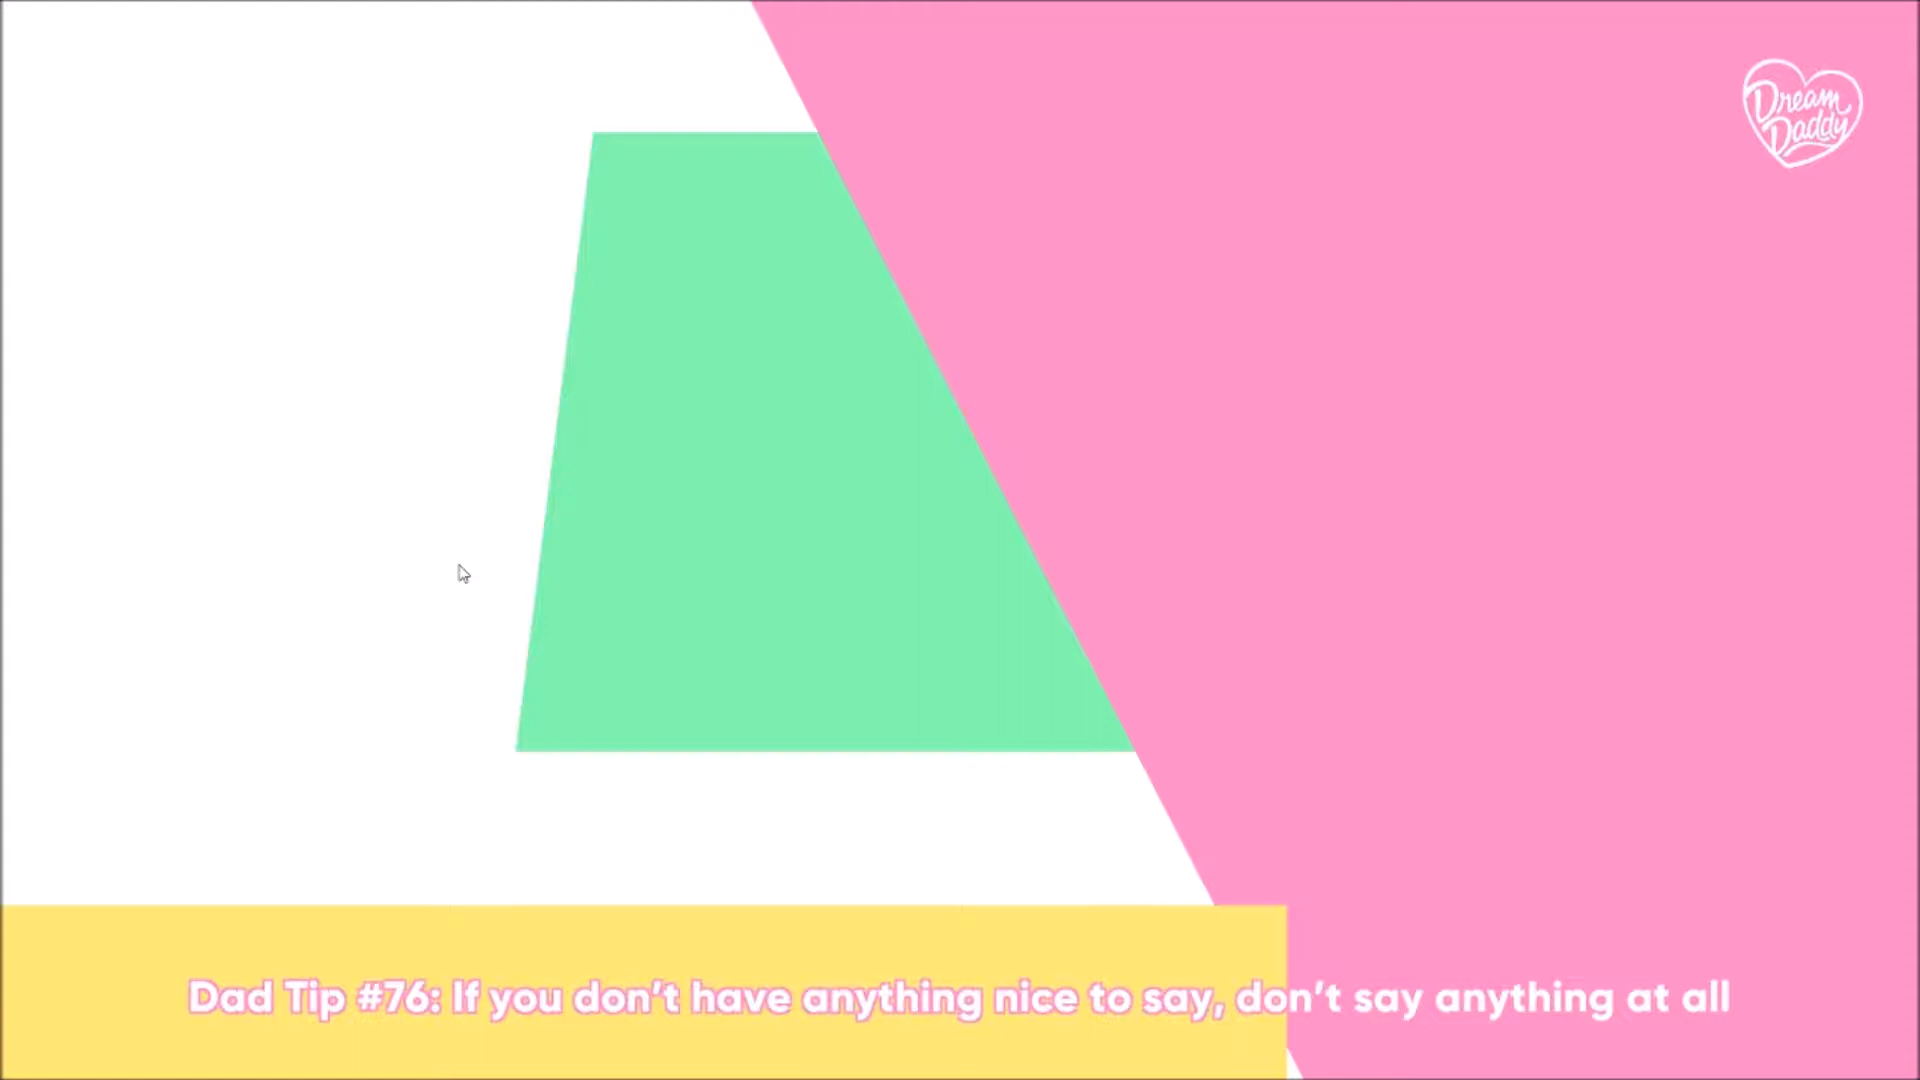 Dream
Daddy
Dad Tip #76: If you don’t have anything nice to say, don’t say anything at all